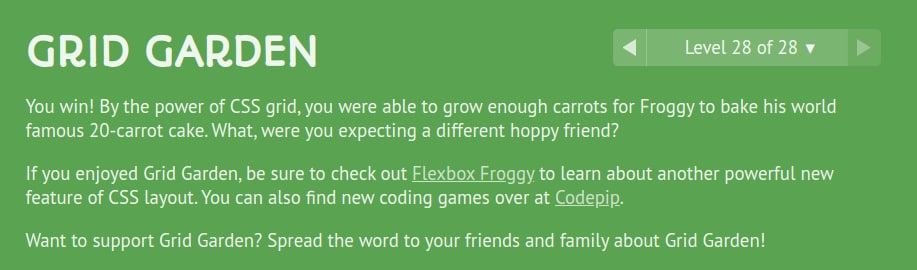 GRID GARDEN
◀ Level 28 of 28 ▼ ▶
You win! By the power of CSS grid, you were able to grow enough carrots for Froggy to bake his world
famous 20-carrot cake. What, were you expecting a different hoppy friend?
If you enjoyed Grid Garden, be sure to check out Flexbox Froggy to learn about another powerful new
feature of CSS layout. You can also find new coding games over at Codepip.
Want to support Grid Garden? Spread the word to your friends and family about Grid Garden!